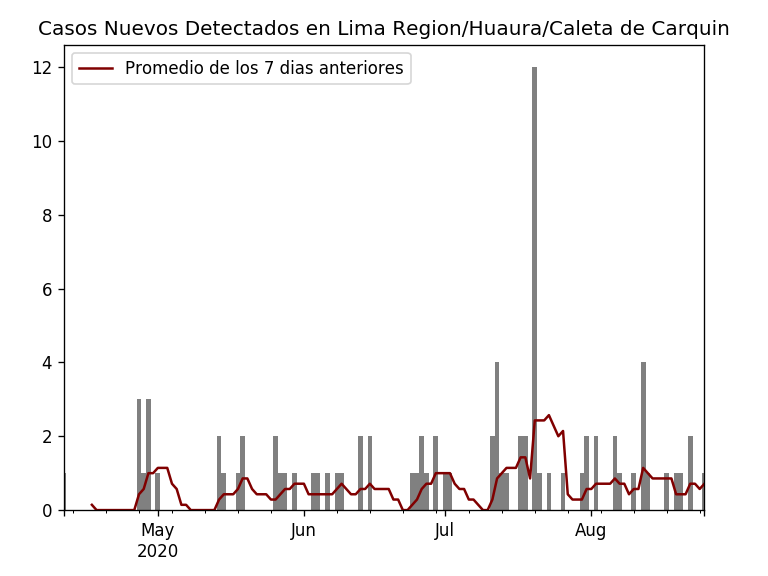 Casos Nuevos Detectados en Lima Region/Huaura/Caleta de Carquin
Promedio de los 7 dias anteriores
12
10
8
6
4
2
0
May
2020
Jun
Jul
Aug